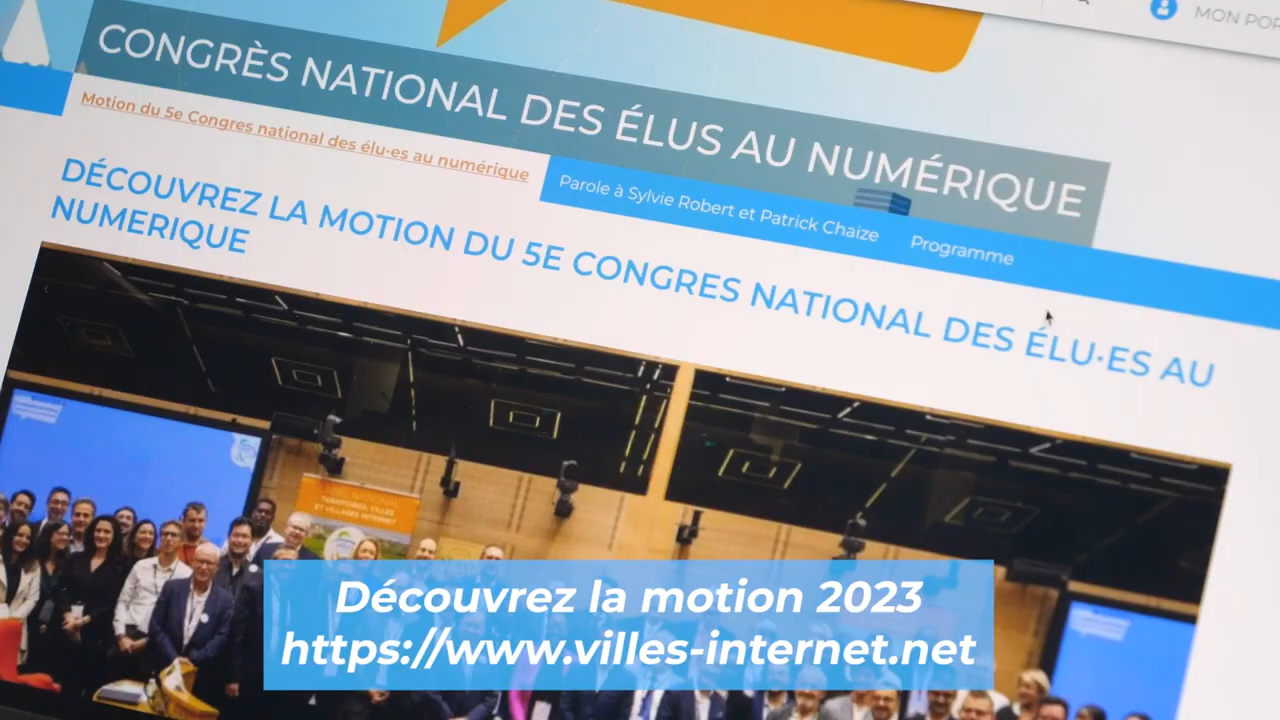 MON POR
CONGRÈS NATIONAL DES ÉLUS AU NUMÉRIQUE
Motion du 5e Congres national des élu·es au numérique
Parole à Sylvie Robert et Patrick Chaize
Programme
DÉCOUVREZ LA MOTION DU 5E CONGRES NATIONAL DES ÉLU·ES AU
NUMERIQUE
LABEL NATIONAL
TERRITOIRES, VILLES
ET VILLAGES INTERNET
Découvrez la motion 2023
https://www.villes-internet.net